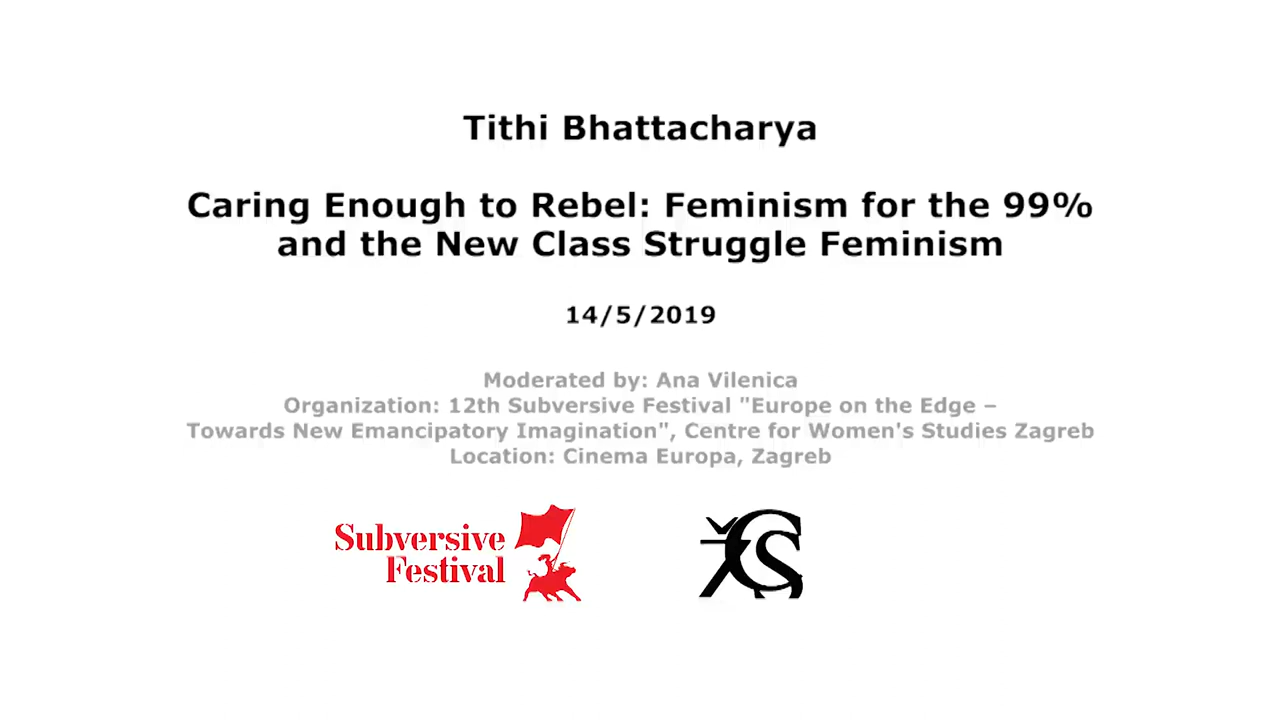 Tithi Bhattacharya
Caring Enough to Rebel: Feminism for the 99%
and the New Class Struggle Feminism
14/5/2019
Moderated by: Ana Vilenica
Organization: 12th Subversive Festival "Europe on the Edge –
Towards New Emancipatory Imagination", Centre for Women's Studies Zagreb
Location: Cinema Europa, Zagreb
Subversive
Festival
ŽCS